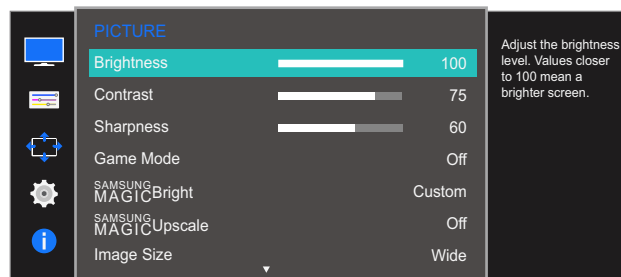 PICTURE
Brightness 100
Contrast 75
Sharpness 60
Game Mode Off
SAMSUNG
MAGICBright Custom
SAMSUNG
MAGICUpscale Off
Image Size Wide
Adjust the brightness
level. Values closer
to 100 mean a
brighter screen.